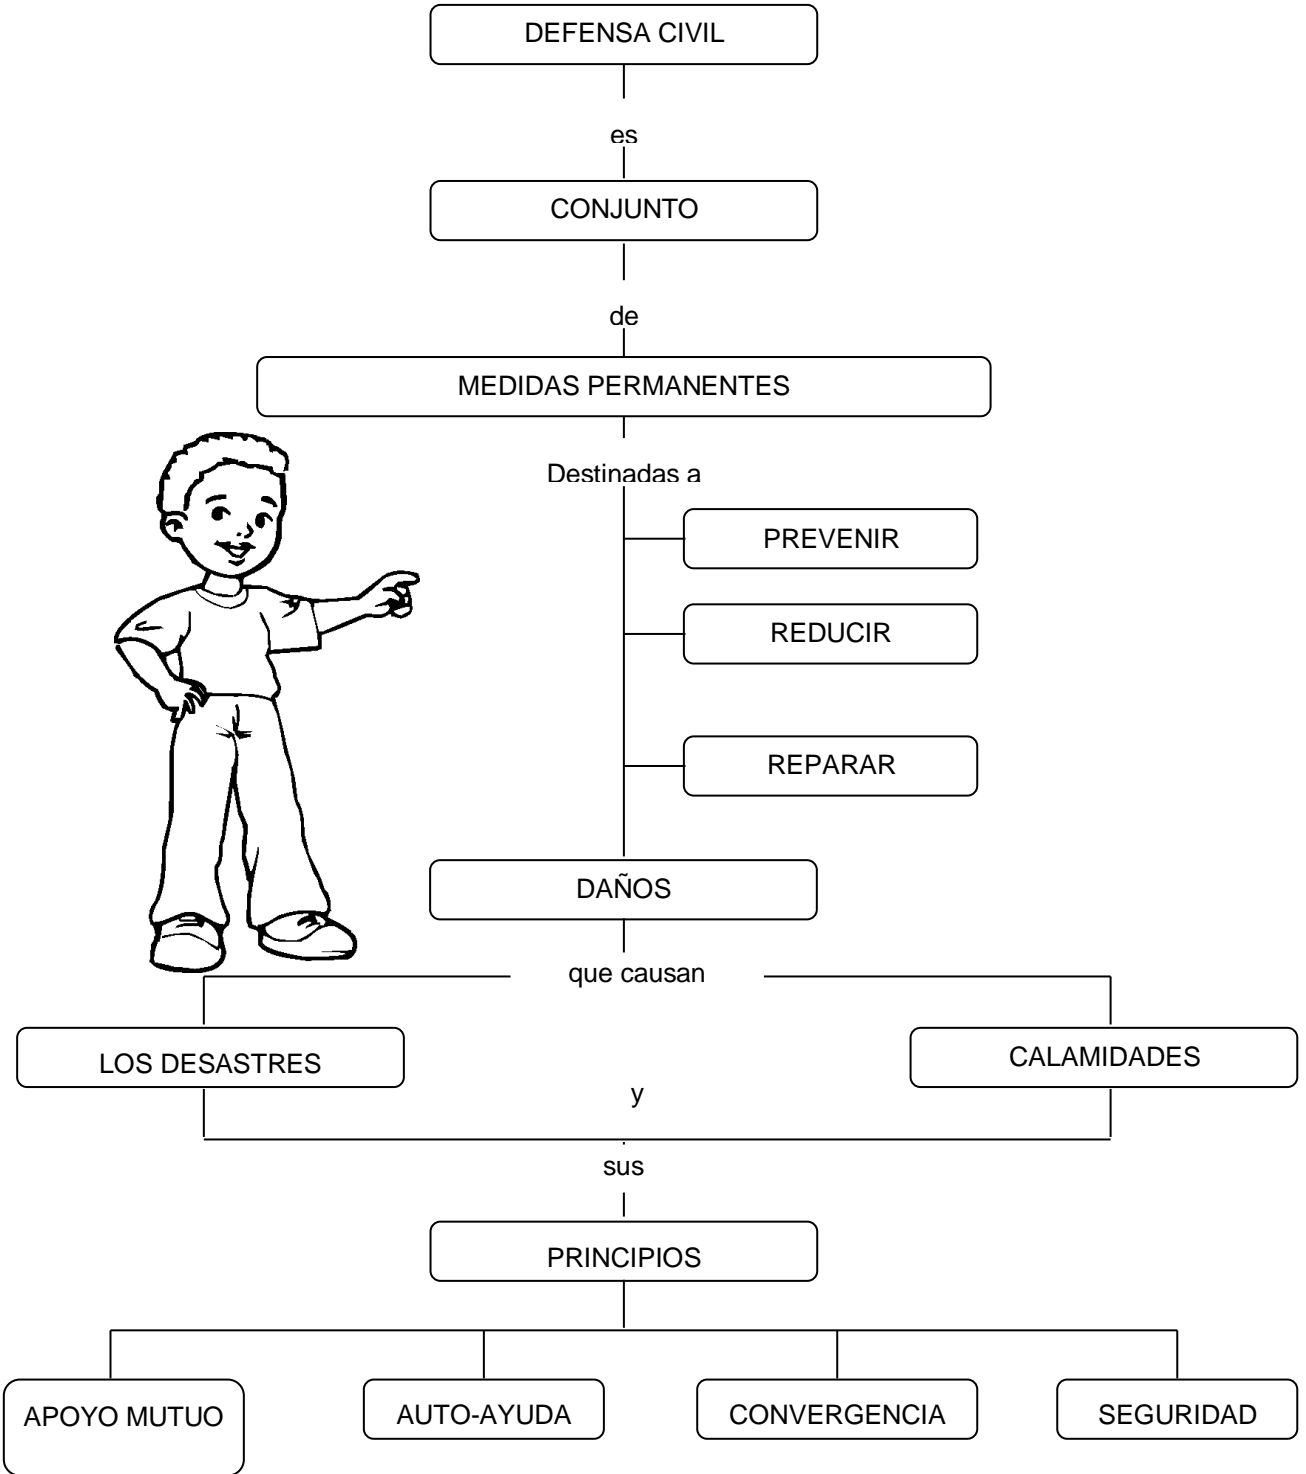 DEFENSA CIVIL
es
CONJUNTO
de
MEDIDAS PERMANENTES
Destinadas a
PREVENIR
REDUCIR
REPARAR
DAÑOS
que causan
LOS DESASTRES
CALAMIDADES
y
sus
PRINCIPIOS
APOYO MUTUO
AUTO-AYUDA
CONVERGENCIA
SEGURIDAD